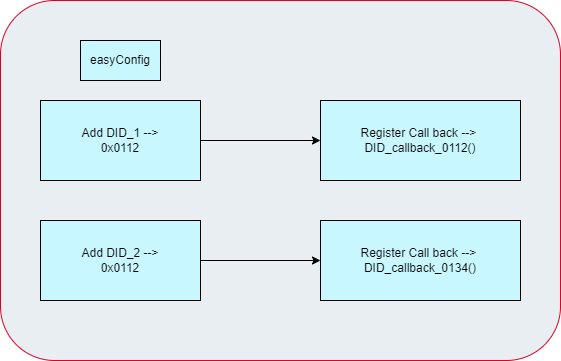 easyConfig
Add DID_1 -->
0x0112
Register Call back -->
DID_callback_0112()
Add DID_2 -->
0x0112
Register Call back -->
DID_callback_0134()